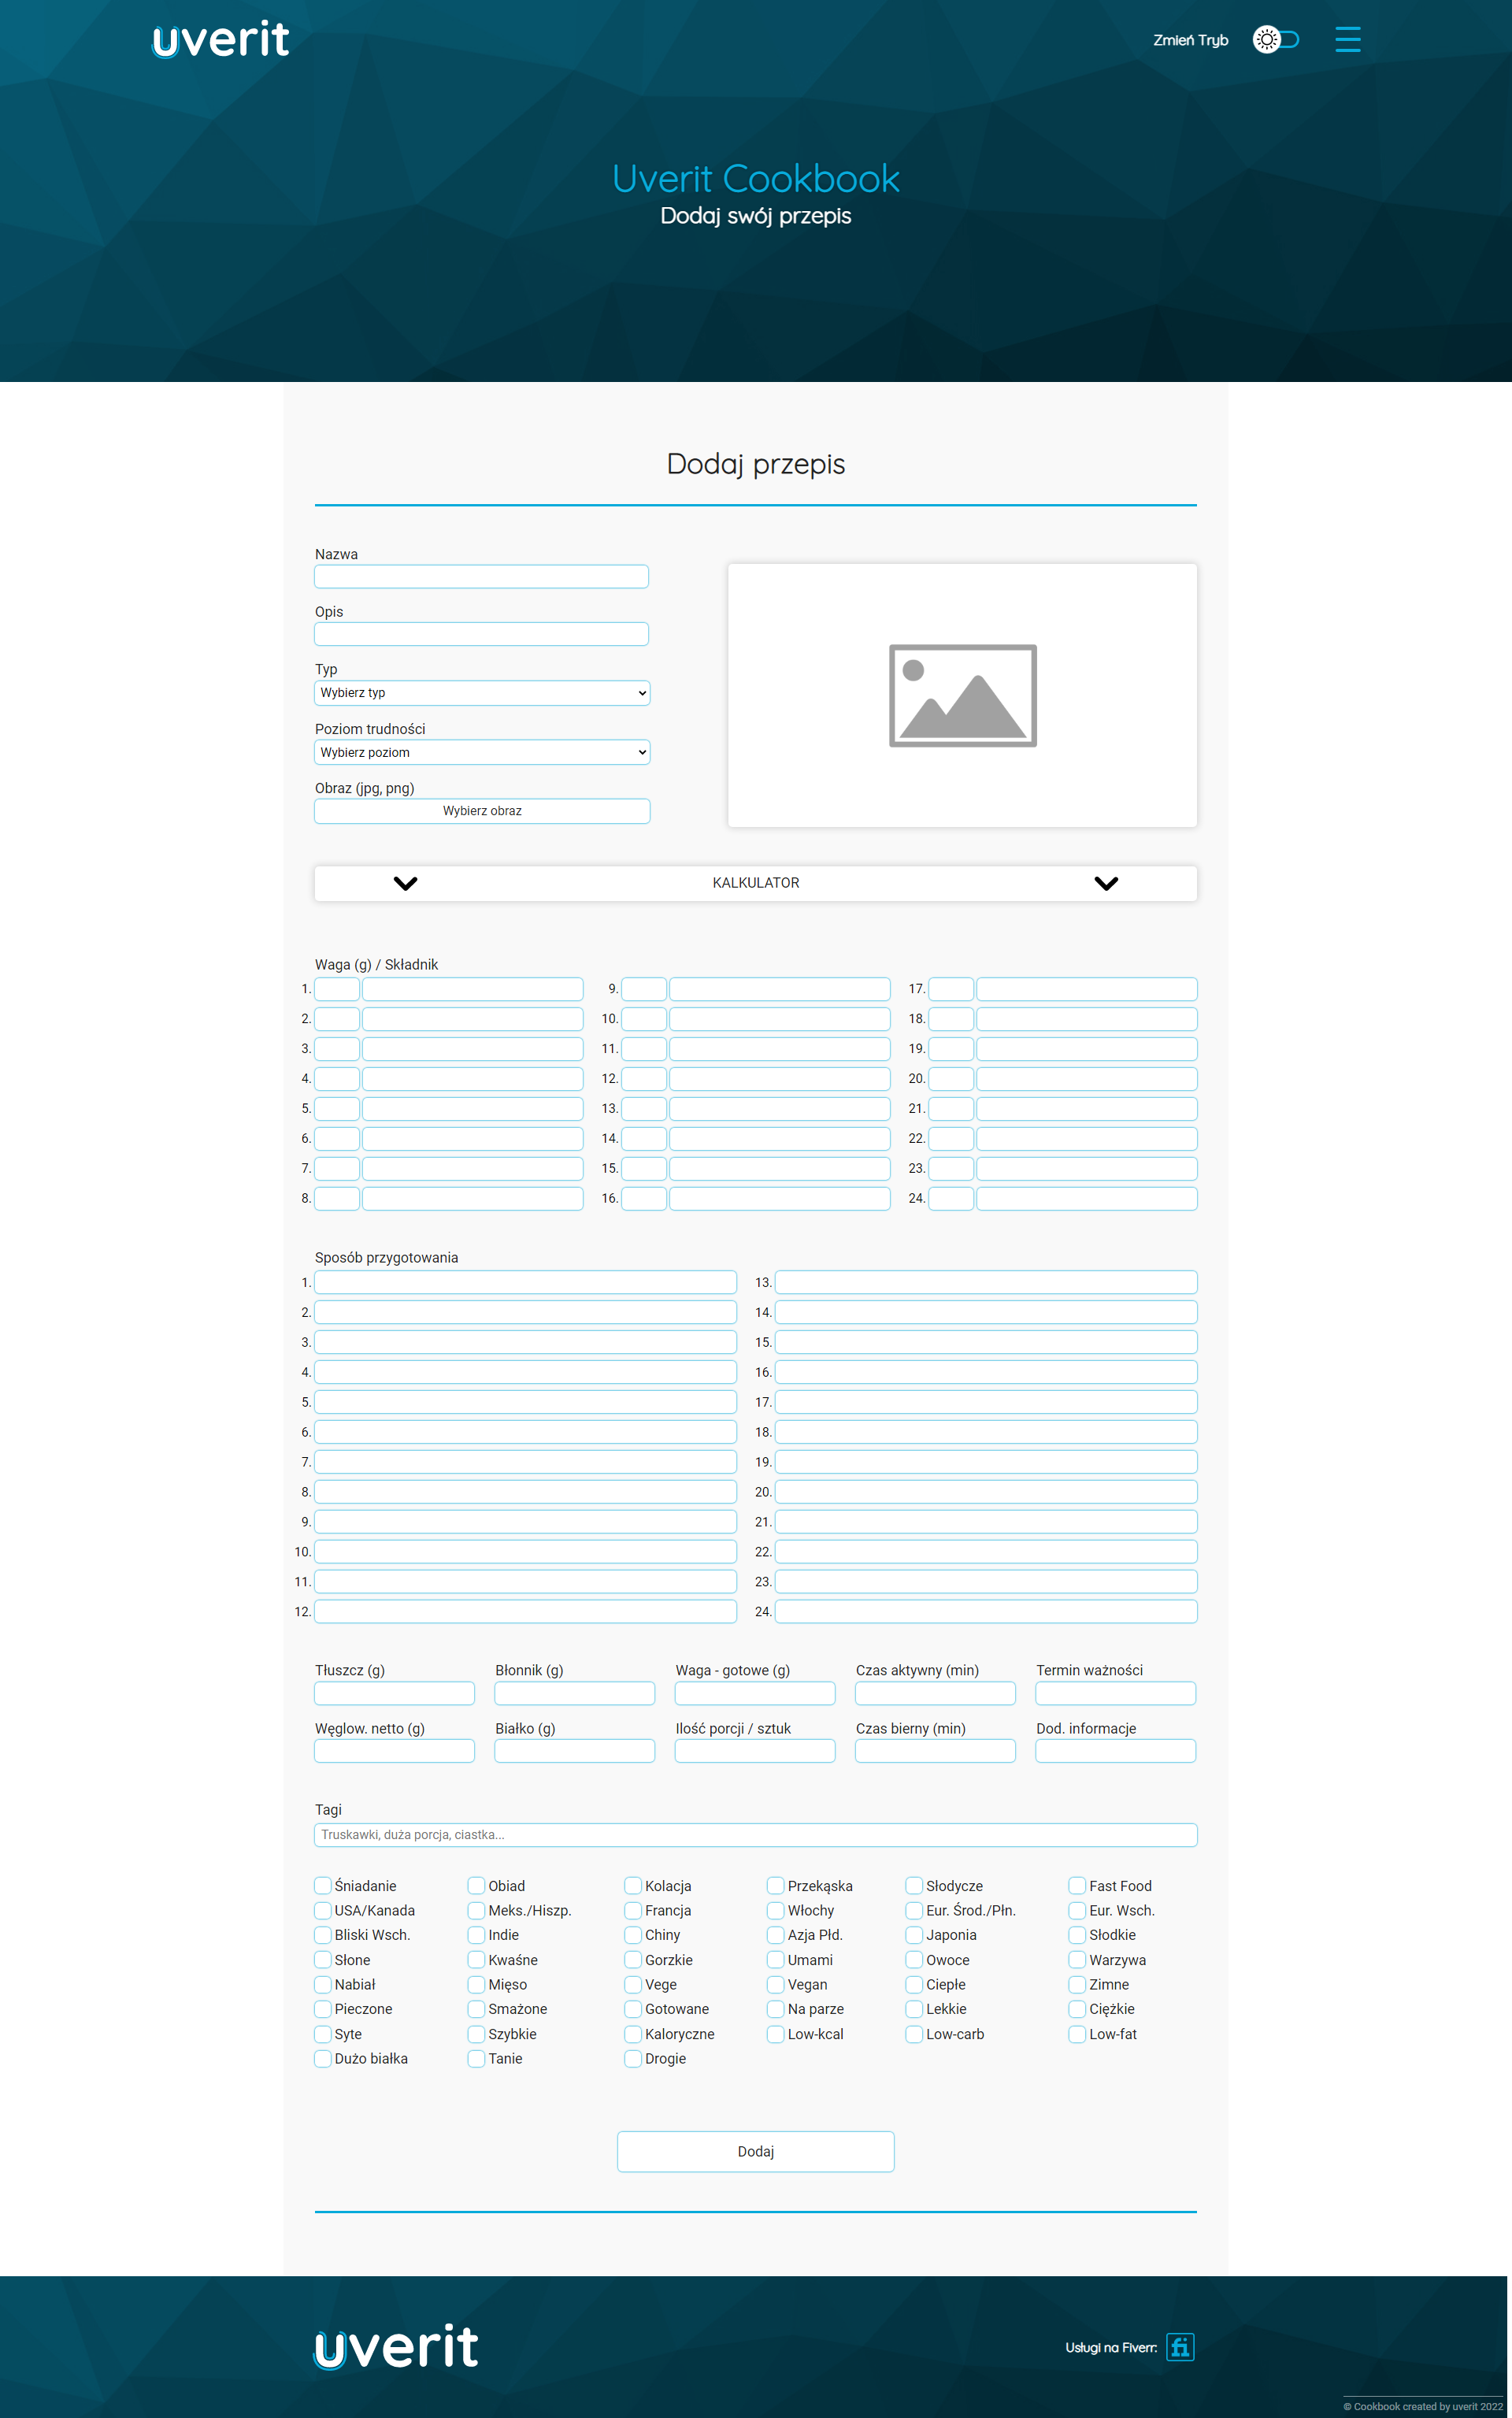 uverit
Zmień Tryb
Uverit Cookbook
Dodaj swój przepis
Dodaj przepis
Nazwa
Opis
Typ
Wybierz typ
Poziom trudności
Wybierz poziom
Obraz (jpg, png)
Wybierz obraz
KALKULATOR
Waga (g) / Składnik
1. 9. 17.
2. 10. 18.
3. 11. 19.
4. 12. 20.
5. 13. 21.
6. 14. 22.
7. 15. 23.
8. 16. 24.
Sposób przygotowania
1. 13.
2. 14.
3. 15.
4. 16.
5. 17.
6. 18.
7. 19.
8. 20.
9. 21.
10. 22.
11. 23.
12. 24.
Tłuszcz (g) Błonnik (g) Waga - gotowe (g) Czas aktywny (min) Termin ważności
Węglow. netto (g) Białko (g) Ilość porcji / sztuk Czas bierny (min) Dod. informacje
Tagi
Truskawki, duża porcja, ciastka...
Śniadanie Obiad Kolacja Przekąska Słodycze Fast Food
USA/Kanada Meks./Hiszp. Francja Włochy Eur. Środ./Płn. Eur. Wsch.
Bliski Wsch. Indie Chiny Azja Płd. Japonia Słodkie
Słone Kwaśne Gorzkie Umami Owoce Warzywa
Nabiał Mięso Vege Vegan Ciepłe Zimne
Pieczone Smażone Gotowane Na parze Lekkie Ciężkie
Syte Szybkie Kaloryczne Low-kcal Low-carb Low-fat
Dużo białka Tanie Drogie
Dodaj
uverit
Usługi na Fiverr: fi
© Cookbook created by uverit 2022